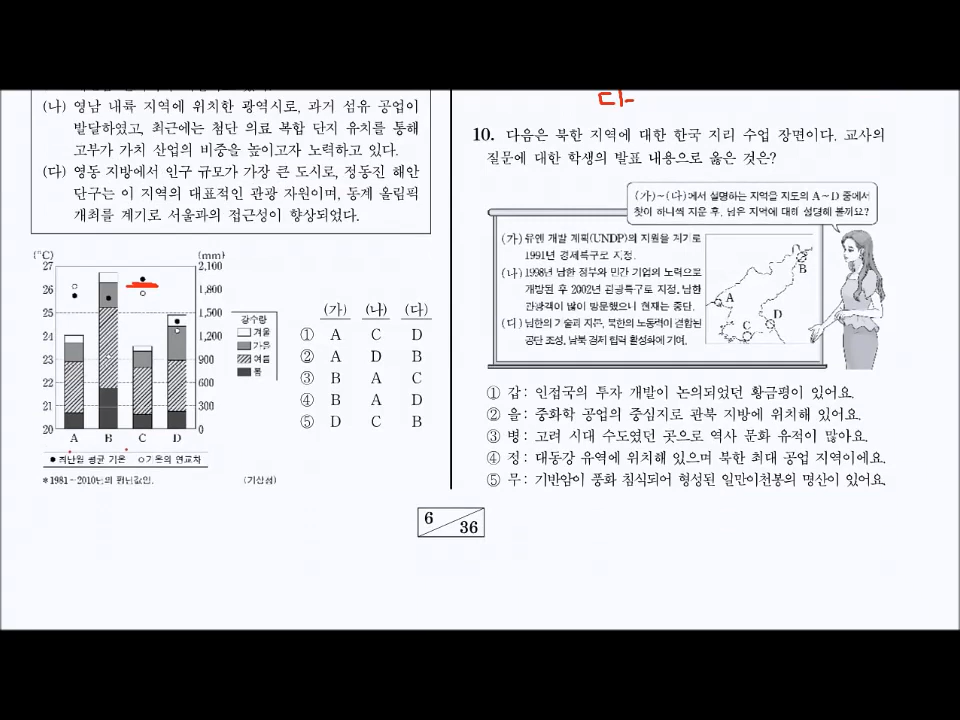 (나) 영남 내륙 지역에 위치한 광역시로, 과거 섬유 공업이
발달하였고, 최근에는 첨단 의료 복합 단지 유치를 통해
고부가 가치 산업의 비중을 높이고자 노력하고 있다.
(다) 영동 지방에서 인구 규모가 가장 큰 도시로, 정동진 해안
단구는 이 지역의 대표적인 관광 자원이며, 동계 올림픽
개최를 계기로 서울과의 접근성이 향상되었다.
(℃) (mm)
27 2,100
26 1,800
25 1,500
24 1,200
23 900
22 600
21 300
20 0
A B C D
강수량
겨울
가을
여름
봄
● 최난월 평균 기온 ○ 기온의 연교차
*1981~2010년의 평년값임. (기상청)
(가) (나) (다)
① A C D
② A D B
③ B A C
④ B A D
⑤ D C B
다
10. 다음은 북한 지역에 대한 한국 지리 수업 장면이다. 교사의
질문에 대한 학생의 발표 내용으로 옳은 것은?
(가)~(다)에서 설명하는 지역을 지도의 A~D 중에서
찾아 하나씩 지운 후, 남은 지역에 대해 설명해 볼까요?
(가) 유엔 개발 계획(UNDP)의 지원을 계기로
1991년 경제특구로 지정.
(나) 1998년 남한 정부와 민간 기업의 노력으로
개방된 후 2002년 관광특구로 지정. 남한
관광객이 많이 방문했으나 현재는 중단.
(다) 남한의 기술과 자본, 북한의 노동력이 결합된
공단 조성. 남북 경제 협력 활성화에 기여.
A
B
C
D
① 갑: 인접국의 투자 개발이 논의되었던 황금평이 있어요.
② 을: 중화학 공업의 중심지로 관북 지방에 위치해 있어요.
③ 병: 고려 시대 수도였던 곳으로 역사 문화 유적이 많아요.
④ 정: 대동강 유역에 위치해 있으며 북한 최대 공업 지역이에요.
⑤ 무: 기반암이 풍화 침식되어 형성된 일만이천봉의 명산이 있어요.
6
36